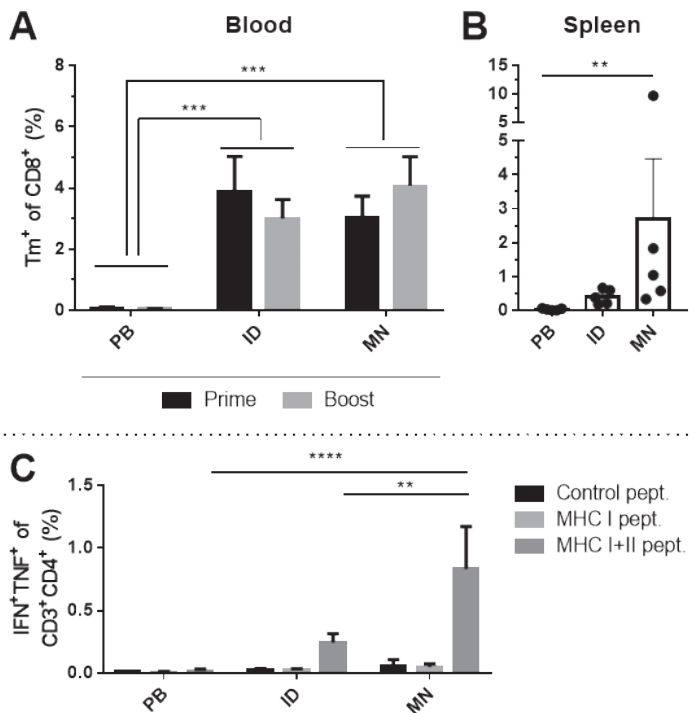 A
Blood
Tm⁺ of CD8⁺ (%)
8
6
4
2
0
***
***
PB
ID
MN
Prime
Boost
B
Spleen
15
10
5
5
4
3
2
1
0
**
PB
ID
MN
C
IFN⁺TNF⁺ of
CD3⁺CD4⁺ (%)
1.5
1.0
0.5
0.0
****
**
PB
ID
MN
Control pept.
MHC I pept.
MHC I+II pept.